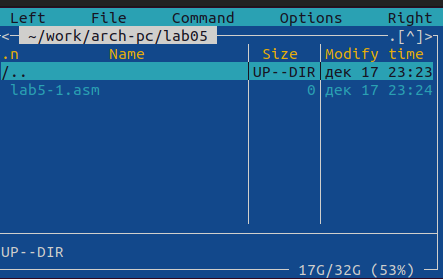 Left File Command Options Right
<- ~/work/arch-pc/lab05 .[^]>
.n Name Size Modify time
/.. UP--DIR дек 17 23:23
lab5-1.asm 0 дек 17 23:24
UP--DIR
17G/32G (53%)